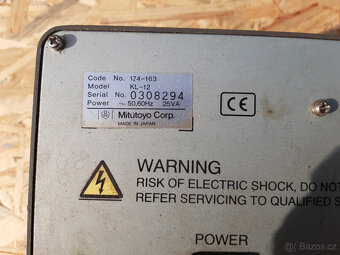 Code No. 174-163
Model KL-12
Serial No. 0308294
Power ~50,60Hz 25VA
Mitutoyo Corp.
MADE IN JAPAN
CE
WARNING
RISK OF ELECTRIC SHOCK, DO NO
REFER SERVICING TO QUALIFIED S
POWER
Bazos.cz